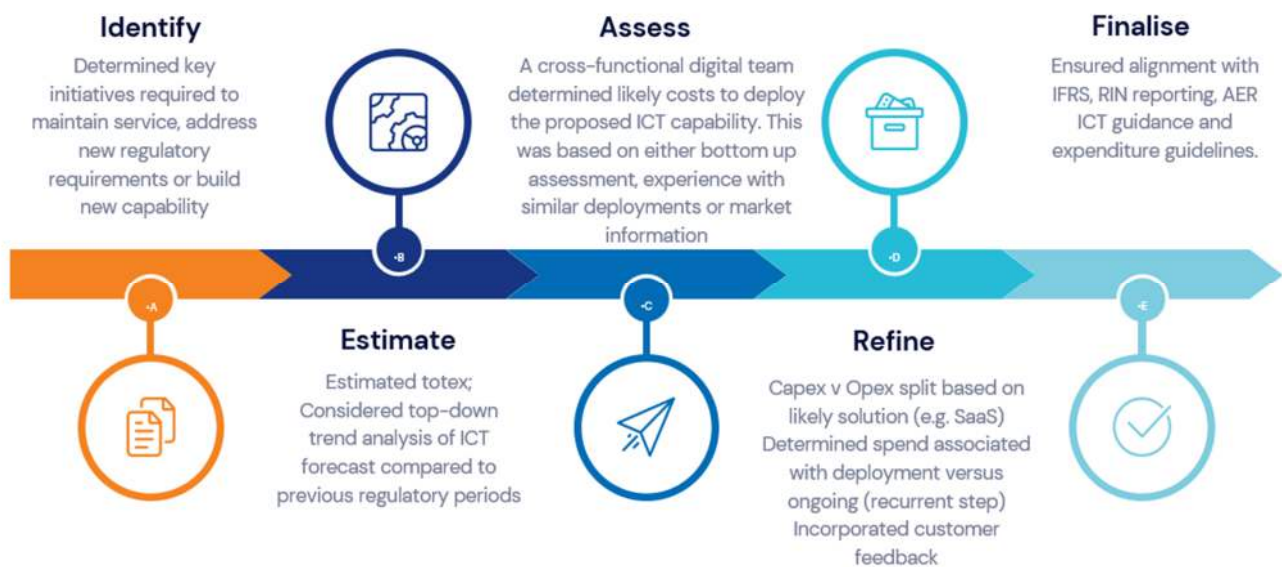 Identify
Determined key
initiatives required to
maintain service, address
new regulatory
requirements or build
new capability
•A
Estimate
Estimated totex;
Considered top-down
trend analysis of ICT
forecast compared to
previous regulatory periods
•B
Assess
A cross-functional digital team
determined likely costs to deploy
the proposed ICT capability. This
was based on either bottom up
assessment, experience with
similar deployments or market
information
•C
Refine
Capex v Opex split based on
likely solution (e.g. SaaS)
Determined spend associated
with deployment versus
ongoing (recurrent step)
Incorporated customer
feedback
•D
Finalise
Ensured alignment with
IFRS, RIN reporting, AER
ICT guidance and
expenditure guidelines.
•E